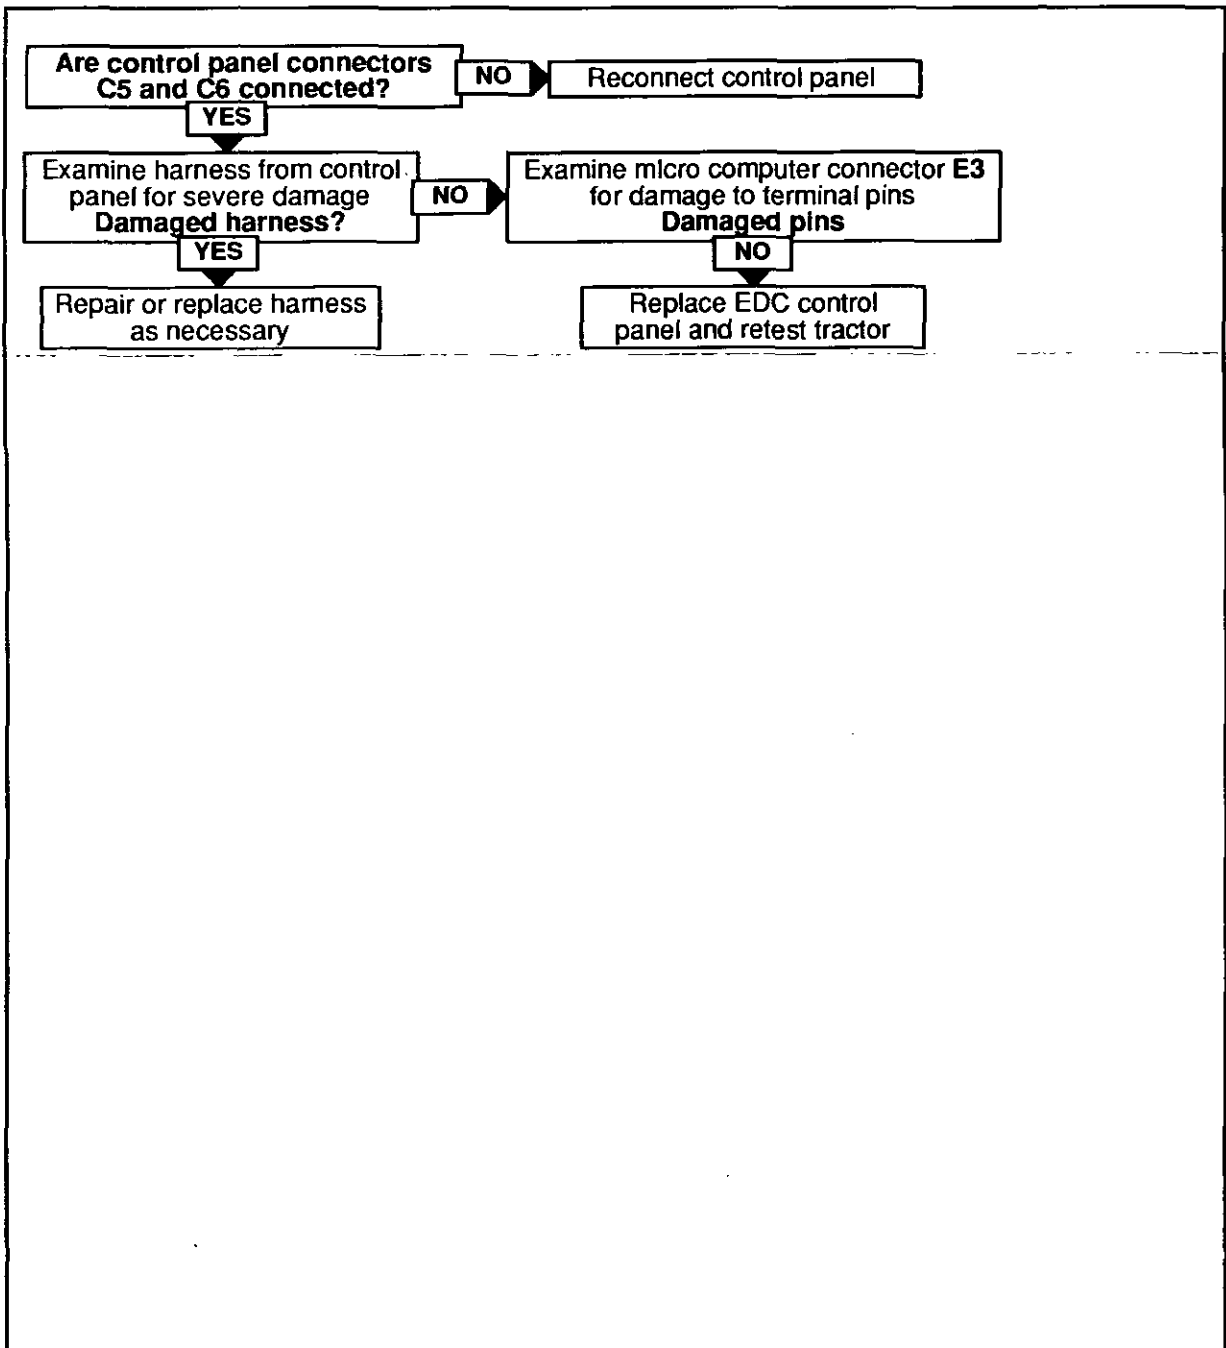 Are control panel connectors
C5 and C6 connected?
NO
Reconnect control panel
YES
Examine harness from control
panel for severe damage
Damaged harness?
NO
Examine micro computer connector E3
for damage to terminal pins
Damaged pins
YES
NO
Repair or replace harness
as necessary
Replace EDC control
panel and retest tractor